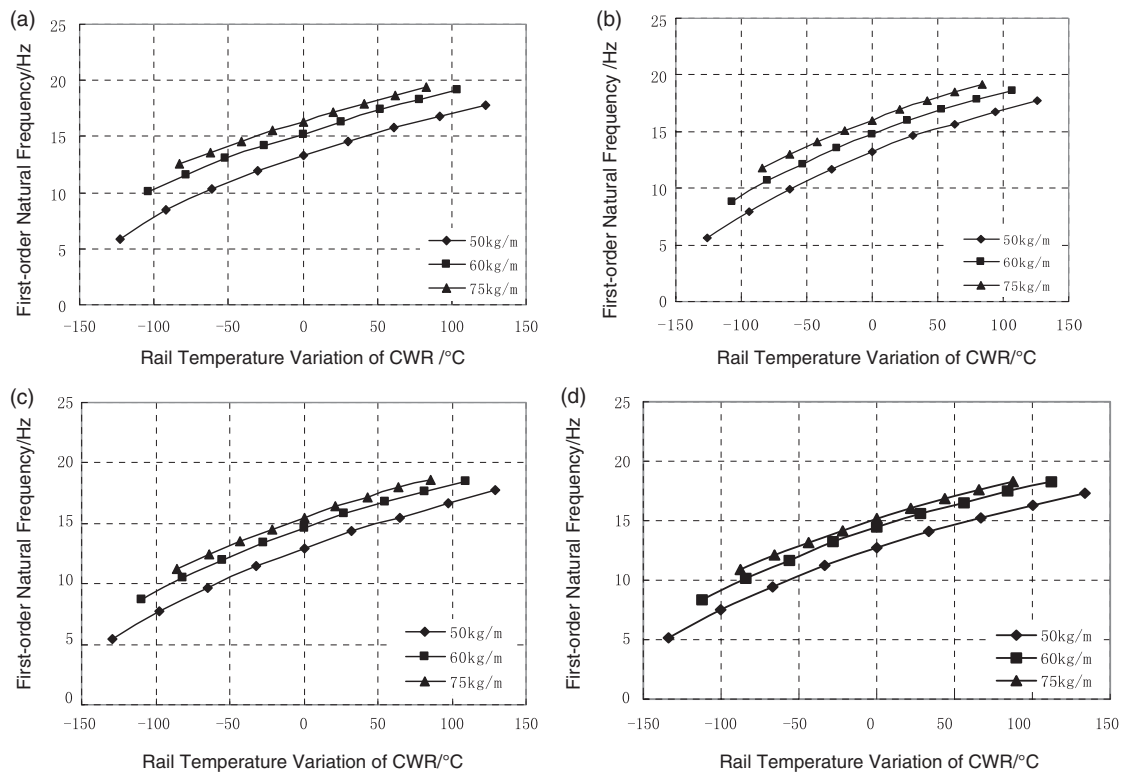 (a)
First-order Natural Frequency/Hz
25
20
15
10
5
0
-150 -100 -50 0 50 100 150
50kg/m
60kg/m
75kg/m
Rail Temperature Variation of CWR /°C
(b)
First-order Natural Frequency /Hz
25
20
15
10
5
0
-150 -100 -50 0 50 100 150
50kg/m
60kg/m
75kg/m
Rail Temperature Variation of CWR/°C
(c)
First-order Natural Frequency/Hz
25
20
15
10
5
0
-150 -100 -50 0 50 100 150
50kg/m
60kg/m
75kg/m
Rail Temperature Variation of CWR/°C
(d)
First-order Natural Frequency/Hz
25
20
15
10
5
0
-150 -100 -50 0 50 100 150
50kg/m
60kg/m
75kg/m
Rail Temperature Variation of CWR/°C